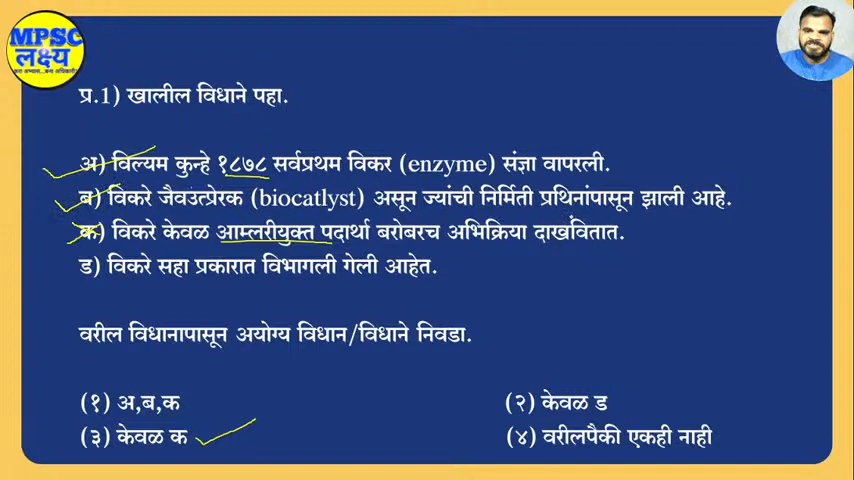 MPSC
लक्ष्य
प्र.1) खालील विधाने पहा.
अ) विल्यम कुन्हे १८७८ सर्वप्रथम विकर (enzyme) संज्ञा वापरली.
ब) विकरे जैवउत्प्रेरक (biocatlyst) असून ज्यांची निर्मिती प्रथिनांपासून झाली आहे.
क) विकरे केवळ आम्लरीयुक्त पदार्था बरोबरच अभिक्रिया दाखवितात.
ड) विकरे सहा प्रकारात विभागली गेली आहेत.
वरील विधानापासून अयोग्य विधान/विधाने निवडा.
(१) अ,ब,क
(२) केवळ ड
(३) केवळ क
(४) वरीलपैकी एकही नाही